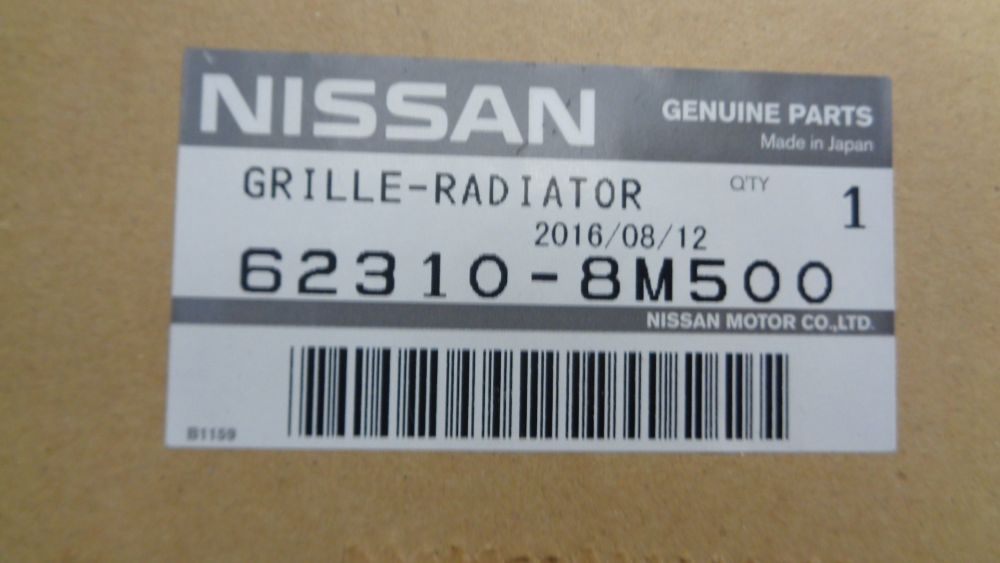 NISSAN
GENUINE PARTS
Made in Japan
GRILLE-RADIATOR
Q'TY
1
2016/08/12
62310-8M500
NISSAN MOTOR CO.,LTD.
B1159